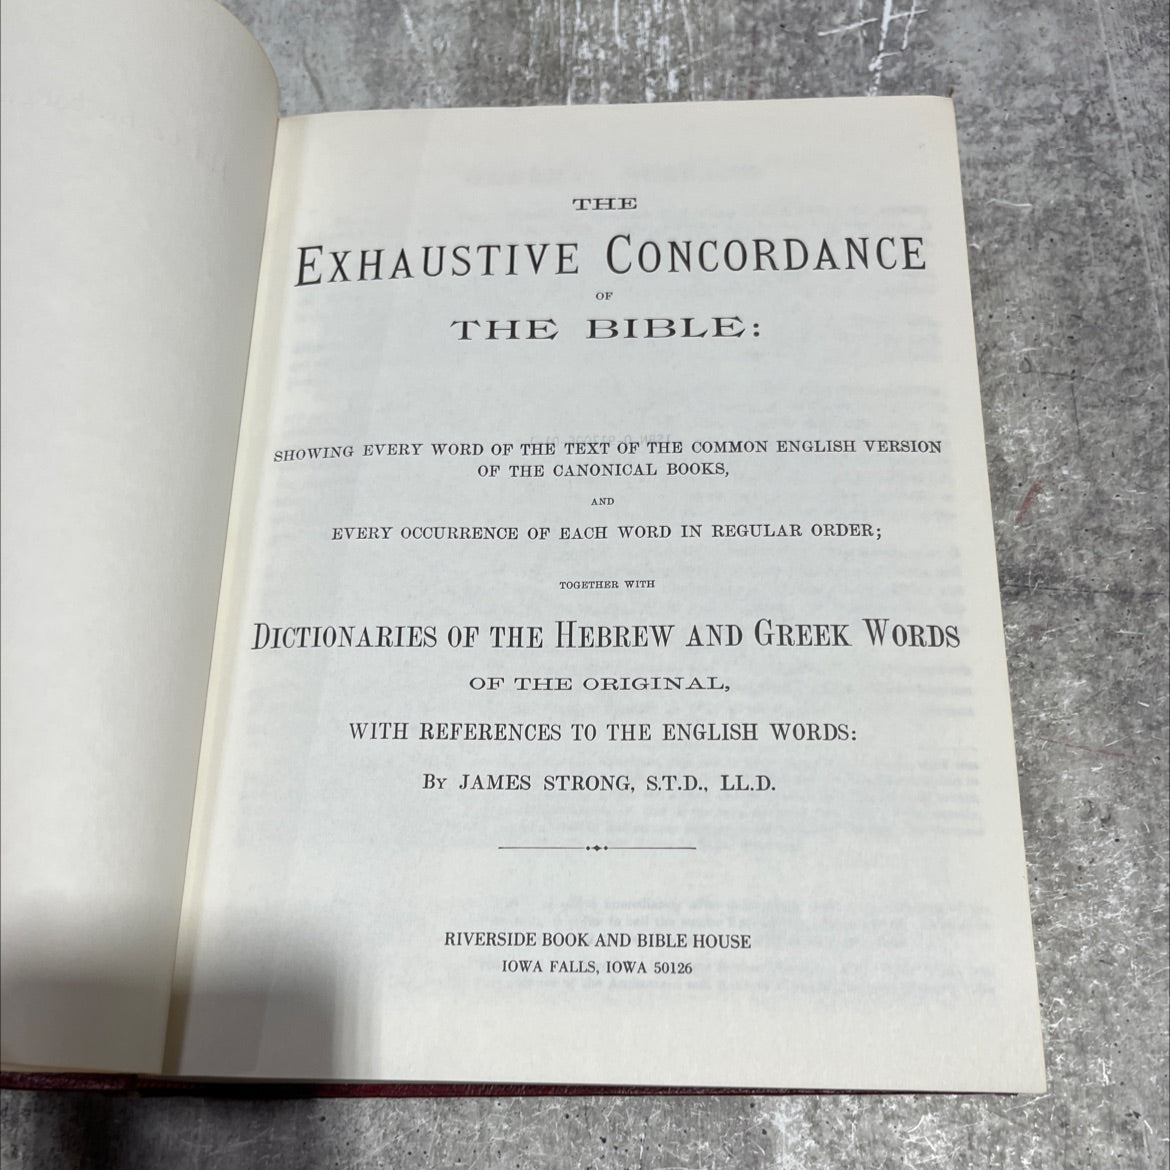 THE
EXHAUSTIVE CONCORDANCE
OF
THE BIBLE:
SHOWING EVERY WORD OF THE TEXT OF THE COMMON ENGLISH VERSION
OF THE CANONICAL BOOKS,
AND
EVERY OCCURRENCE OF EACH WORD IN REGULAR ORDER;
TOGETHER WITH
DICTIONARIES OF THE HEBREW AND GREEK WORDS
OF THE ORIGINAL,
WITH REFERENCES TO THE ENGLISH WORDS:
BY JAMES STRONG, S.T.D., LL.D.
RIVERSIDE BOOK AND BIBLE HOUSE
IOWA FALLS, IOWA 50126